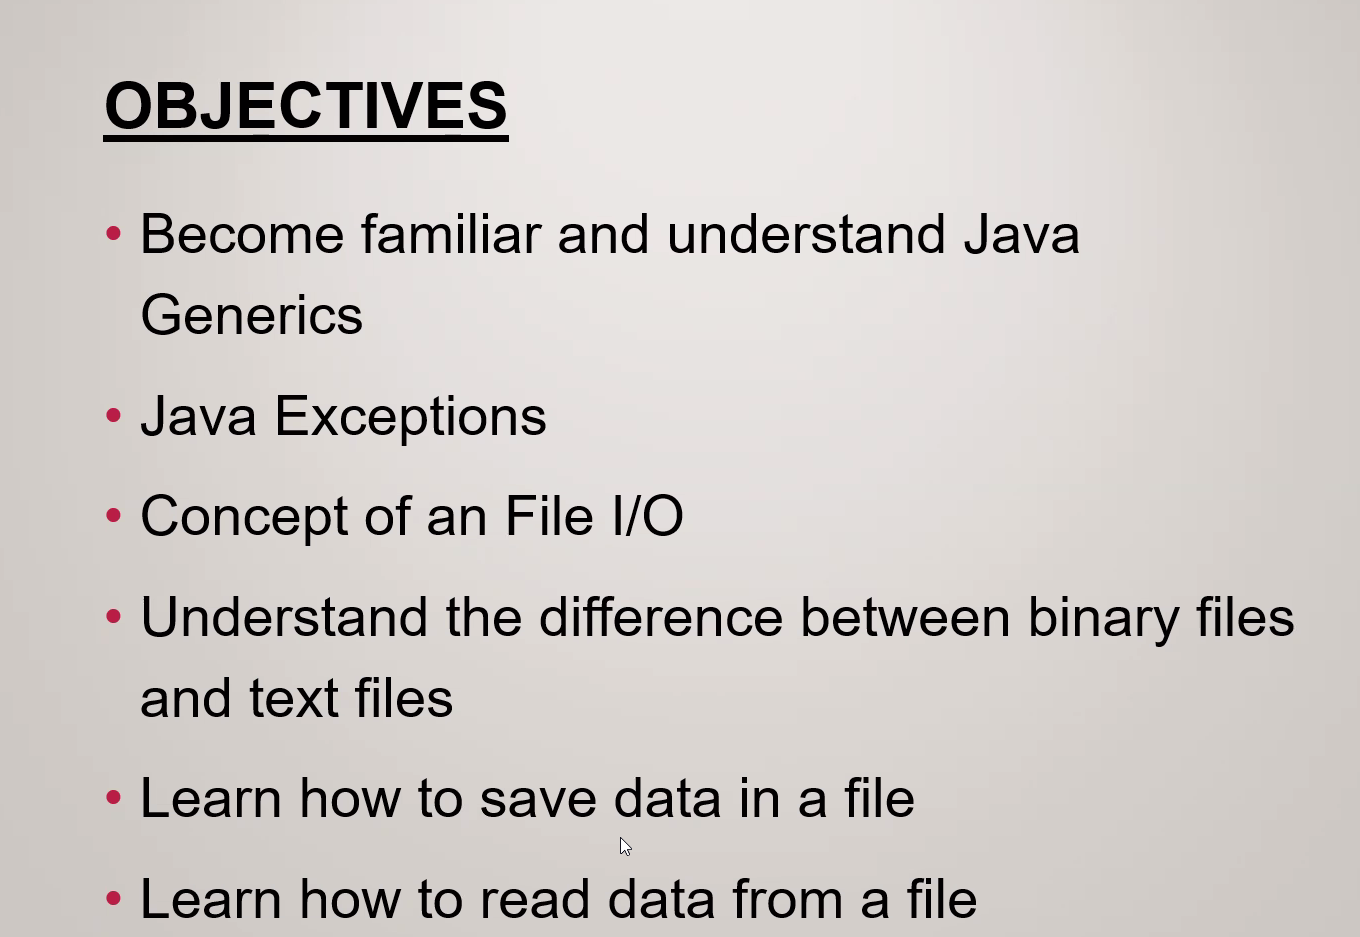 OBJECTIVES
• Become familiar and understand Java
Generics
• Java Exceptions
• Concept of an File I/O
• Understand the difference between binary files
and text files
• Learn how to save data in a file
• Learn how to read data from a file